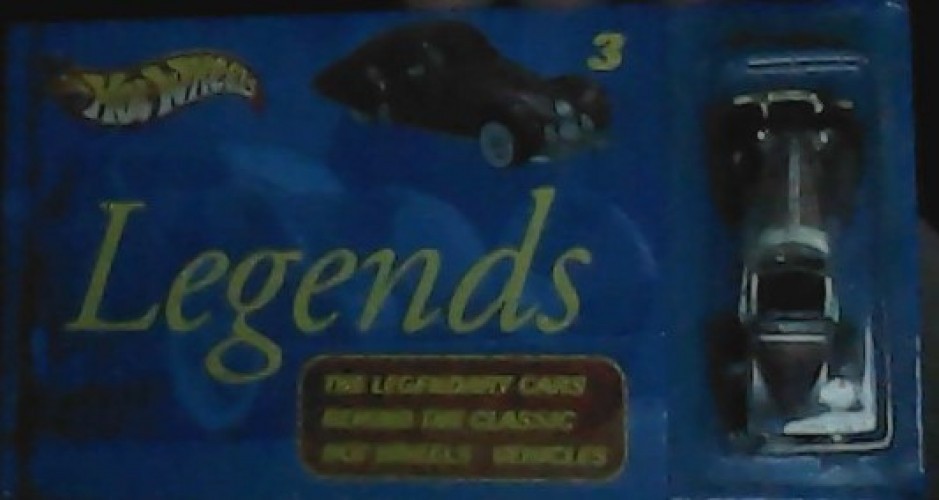 HOT WHEELS
3
Legends
THE LEGENDARY CARS
BEHIND THE CLASSIC
HOT WHEELS VEHICLES